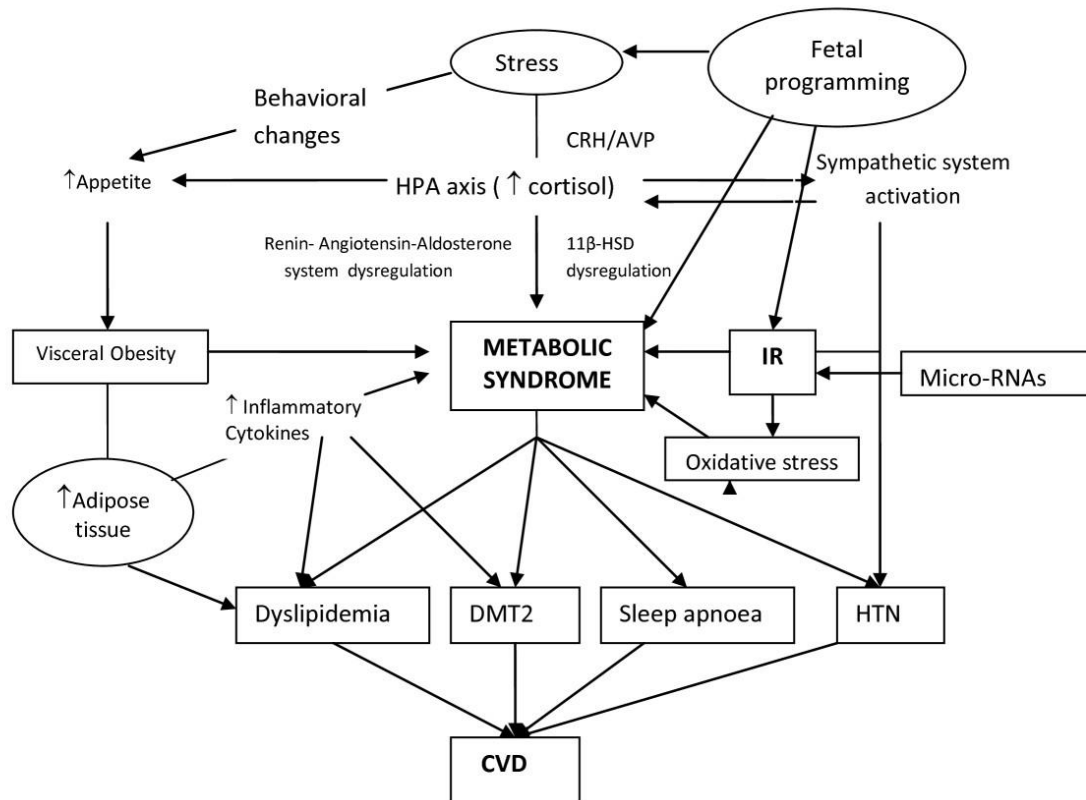 Stress
Fetal
programming
Behavioral
changes
CRH/AVP
↑Appetite
HPA axis ( ↑ cortisol)
Sympathetic system
activation
Renin- Angiotensin-Aldosterone
system dysregulation
11β-HSD
dysregulation
Visceral Obesity
METABOLIC
SYNDROME
IR
Micro-RNAs
↑ Inflammatory
Cytokines
Oxidative stress
↑Adipose
tissue
Dyslipidemia
DMT2
Sleep apnoea
HTN
CVD